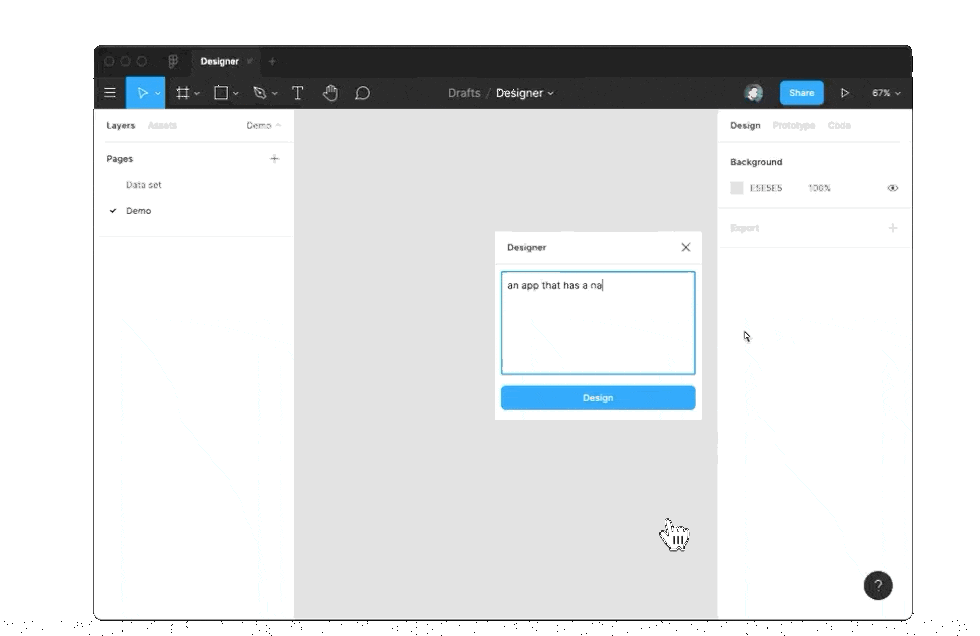 Designer
Drafts / Designer
Share
67%
Layers Assets Demo
Pages
Data set
Demo
Designer
an app that has a na
Design
Design Prototype Code
Background
E5E5E5 100%
Export
?